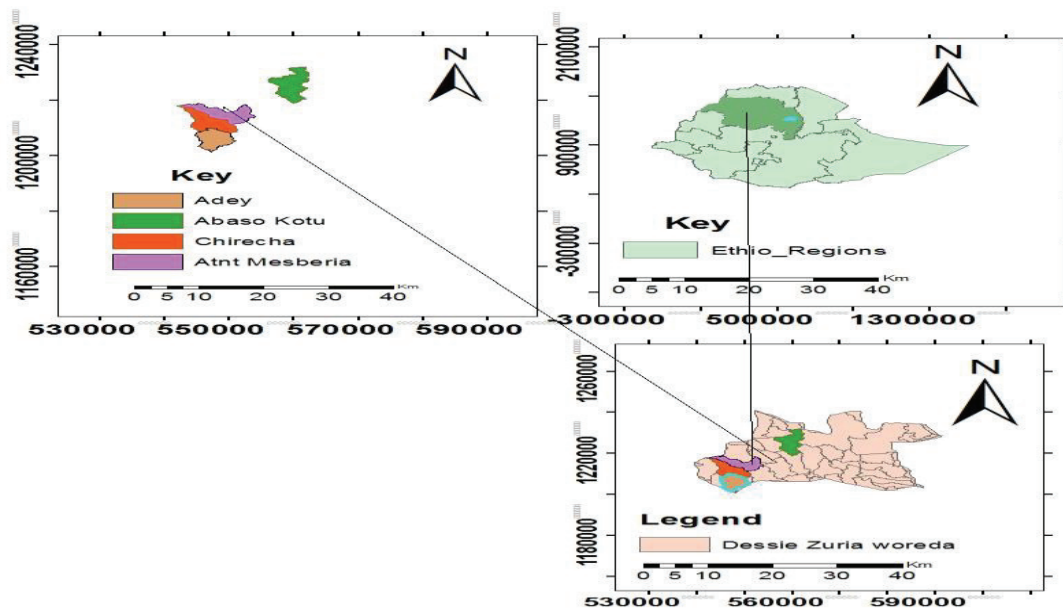 N
1240000
1200000
1160000
Key
Adey
Abaso Kotu
Chirecha
Atnt Mesberia
Km
0 5 10 20 30 40
530000 550000 570000 590000
N
2100000
900000
-300000
Key
Ethio_Regions
Km
0 5 10 20 30 40
-300000 500000 1300000
N
1260000
1220000
1180000
Legend
Dessie Zuria woreda
Km
0 5 10 20 30 40
530000 560000 590000